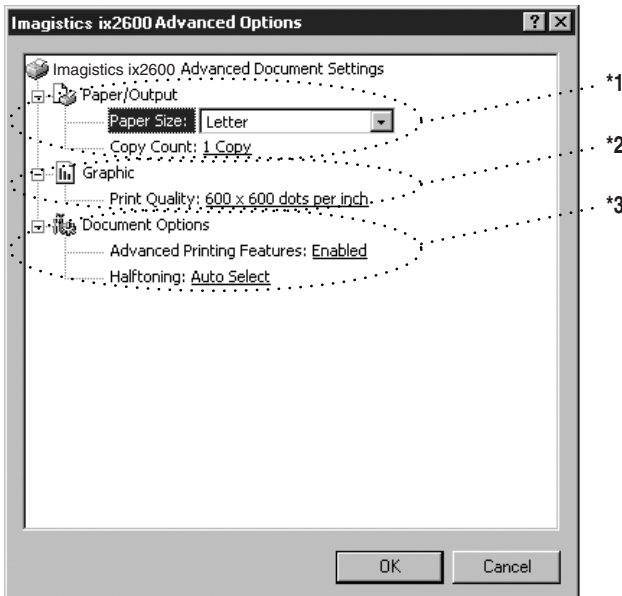 Imagistics ix2600 Advanced Options
Imagistics ix2600 Advanced Document Settings
Paper/Output
Paper Size: Letter
Copy Count: 1 Copy
Graphic
Print Quality: 600 x 600 dots per inch
Document Options
Advanced Printing Features: Enabled
Halftoning: Auto Select
*1
*2
*3
OK
Cancel